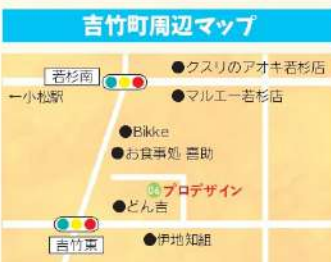 吉竹町周辺マップ
若杉南
●クスリのアオキ若杉店
←小松駅
●マルエー若杉店
●Bikke
●お食事処 喜助
04 プロデザイン
●どん吉
吉竹東
●伊地知組